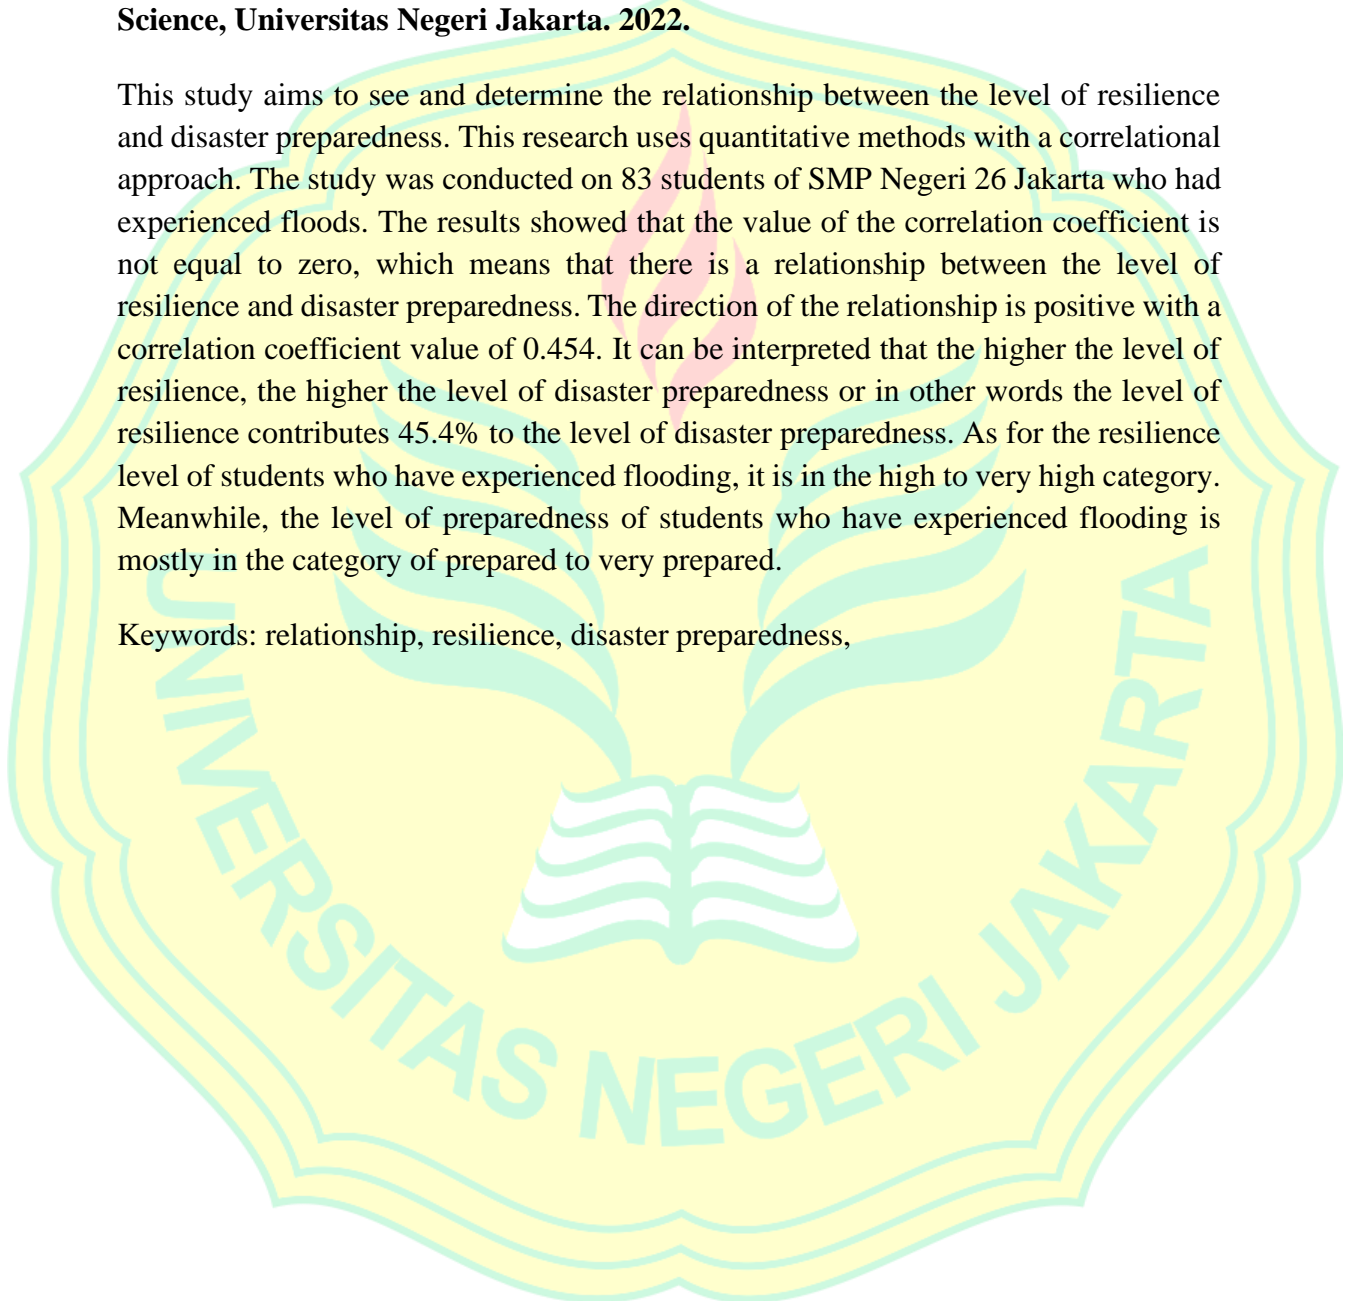 Science, Universitas Negeri Jakarta. 2022.
This study aims to see and determine the relationship between the level of resilience
and disaster preparedness. This research uses quantitative methods with a correlational
approach. The study was conducted on 83 students of SMP Negeri 26 Jakarta who had
experienced floods. The results showed that the value of the correlation coefficient is
not equal to zero, which means that there is a relationship between the level of
resilience and disaster preparedness. The direction of the relationship is positive with a
correlation coefficient value of 0.454. It can be interpreted that the higher the level of
resilience, the higher the level of disaster preparedness or in other words the level of
resilience contributes 45.4% to the level of disaster preparedness. As for the resilience
level of students who have experienced flooding, it is in the high to very high category.
Meanwhile, the level of preparedness of students who have experienced flooding is
mostly in the category of prepared to very prepared.
Keywords: relationship, resilience, disaster preparedness,
UNIVERSITAS NEGERI JAKARTA